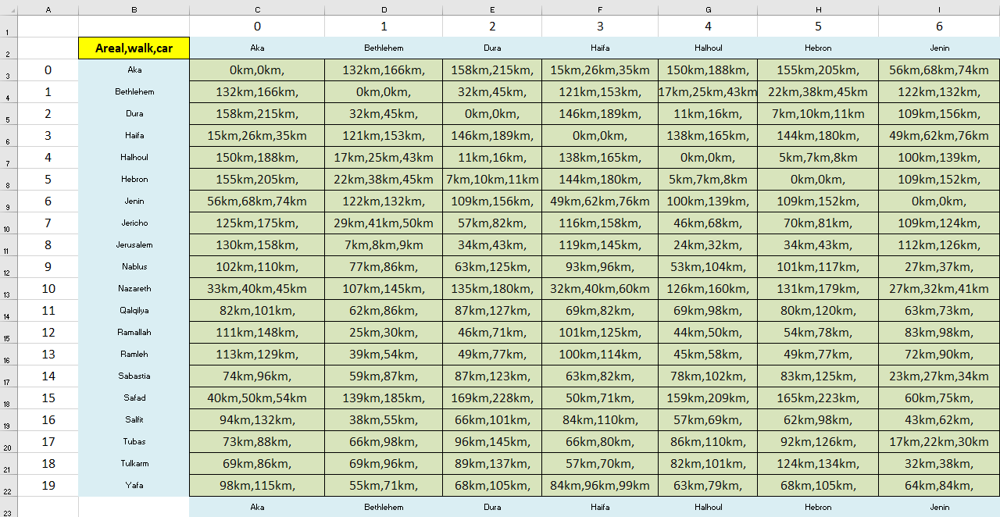 A B C D E F G H I
1 0 1 2 3 4 5 6
2 Areal,walk,car Aka Bethlehem Dura Haifa Halhoul Hebron Jenin
3 0 Aka 0km,0km, 132km,166km, 158km,215km, 15km,26km,35km 150km,188km, 155km,205km, 56km,68km,74km
4 1 Bethlehem 132km,166km, 0km,0km, 32km,45km, 121km,153km, 17km,25km,43km 22km,38km,45km 122km,132km,
5 2 Dura 158km,215km, 32km,45km, 0km,0km, 146km,189km, 11km,16km, 7km,10km,11km 109km,156km,
6 3 Haifa 15km,26km,35km 121km,153km, 146km,189km, 0km,0km, 138km,165km, 144km,180km, 49km,62km,76km
7 4 Halhoul 150km,188km, 17km,25km,43km 11km,16km, 138km,165km, 0km,0km, 5km,7km,8km 100km,139km,
8 5 Hebron 155km,205km, 22km,38km,45km 7km,10km,11km 144km,180km, 5km,7km,8km 0km,0km, 109km,152km,
9 6 Jenin 56km,68km,74km 122km,132km, 109km,156km, 49km,62km,76km 100km,139km, 109km,152km, 0km,0km,
10 7 Jericho 125km,175km, 29km,41km,50km 57km,82km, 116km,158km, 46km,68km, 70km,81km, 109km,124km,
11 8 Jerusalem 130km,158km, 7km,8km,9km 34km,43km, 119km,145km, 24km,32km, 34km,43km, 112km,126km,
12 9 Nablus 102km,110km, 77km,86km, 63km,125km, 93km,96km, 53km,104km, 101km,117km, 27km,37km,
13 10 Nazareth 33km,40km,45km 107km,145km, 135km,180km, 32km,40km,60km 126km,160km, 131km,179km, 27km,32km,41km
14 11 Qalqilya 82km,101km, 62km,86km, 87km,127km, 69km,82km, 69km,98km, 80km,120km, 63km,73km,
15 12 Ramallah 111km,148km, 25km,30km, 46km,71km, 101km,125km, 44km,50km, 54km,78km, 83km,98km,
16 13 Ramleh 113km,129km, 39km,54km, 49km,77km, 100km,114km, 45km,58km, 49km,77km, 72km,90km,
17 14 Sabastia 74km,96km, 59km,87km, 87km,123km, 63km,82km, 78km,102km, 83km,125km, 23km,27km,34km
18 15 Safad 40km,50km,54km 139km,185km, 169km,228km, 50km,71km, 159km,209km, 165km,223km, 60km,75km,
19 16 Salfit 94km,132km, 38km,55km, 66km,101km, 84km,110km, 57km,69km, 62km,98km, 43km,62km,
20 17 Tubas 73km,88km, 66km,98km, 96km,145km, 66km,80km, 86km,110km, 92km,126km, 17km,22km,30km
21 18 Tulkarm 69km,86km, 69km,96km, 89km,137km, 57km,70km, 82km,101km, 124km,134km, 32km,38km,
22 19 Yafa 98km,115km, 55km,71km, 68km,105km, 84km,96km,99km 63km,79km, 68km,105km, 64km,84km,
23 Aka Bethlehem Dura Haifa Halhoul Hebron Jenin